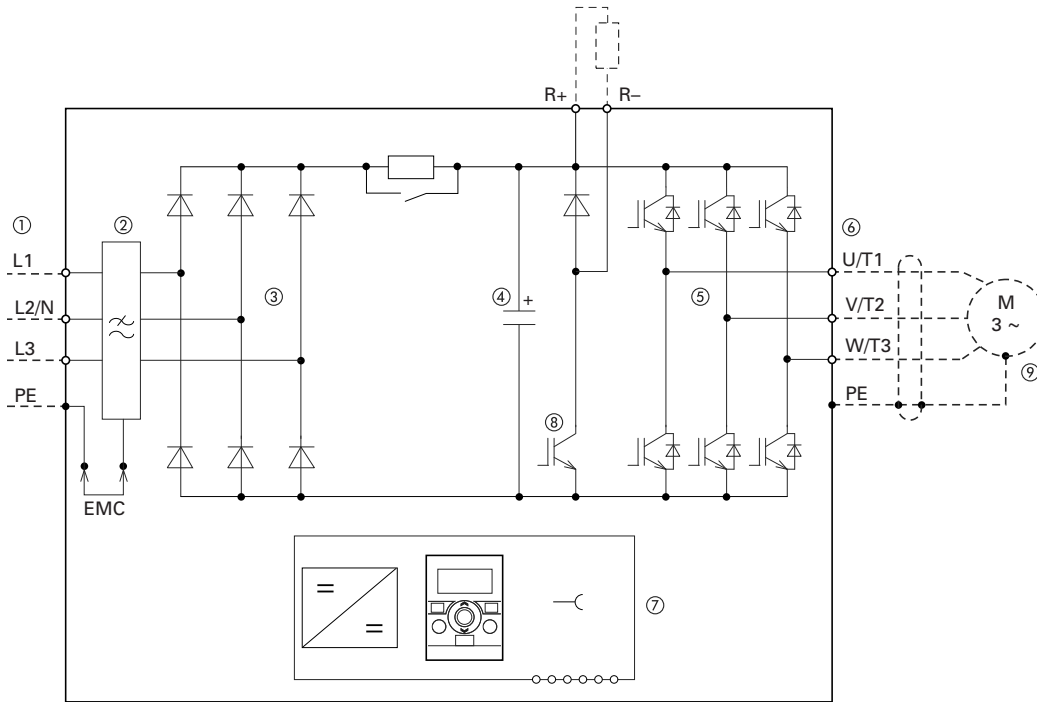 R+ R–
① ② ⑥
L1 U/T1
③ ④ + ⑤ M
L2/N V/T2 3 ~
L3 W/T3
⑨
PE PE
⑧
EMC
= =
⑦